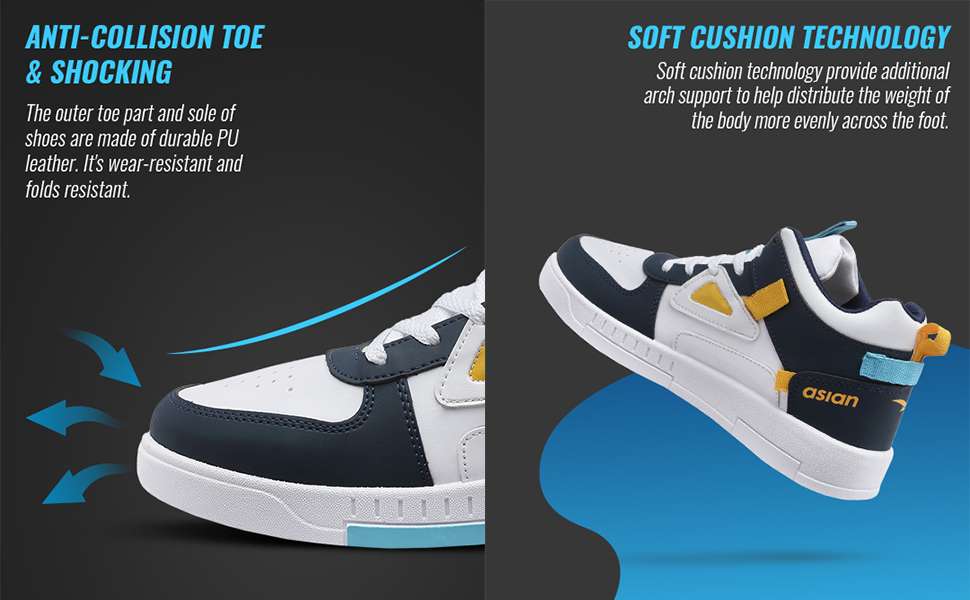 ANTI-COLLISION TOE
& SHOCKING
The outer toe part and sole of
shoes are made of durable PU
leather. It's wear-resistant and
folds resistant.
SOFT CUSHION TECHNOLOGY
Soft cushion technology provide additional
arch support to help distribute the weight of
the body more evenly across the foot.
asian